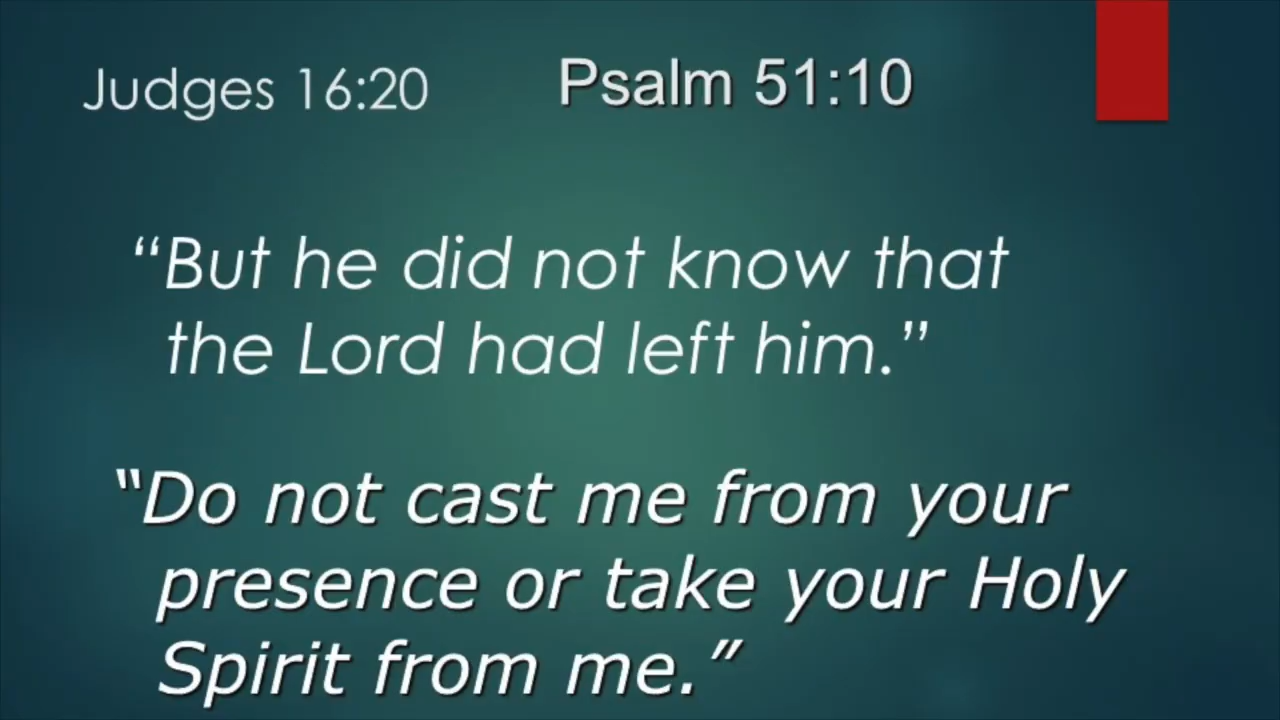 Judges 16:20 Psalm 51:10
“But he did not know that
the Lord had left him.”
“Do not cast me from your
presence or take your Holy
Spirit from me.”